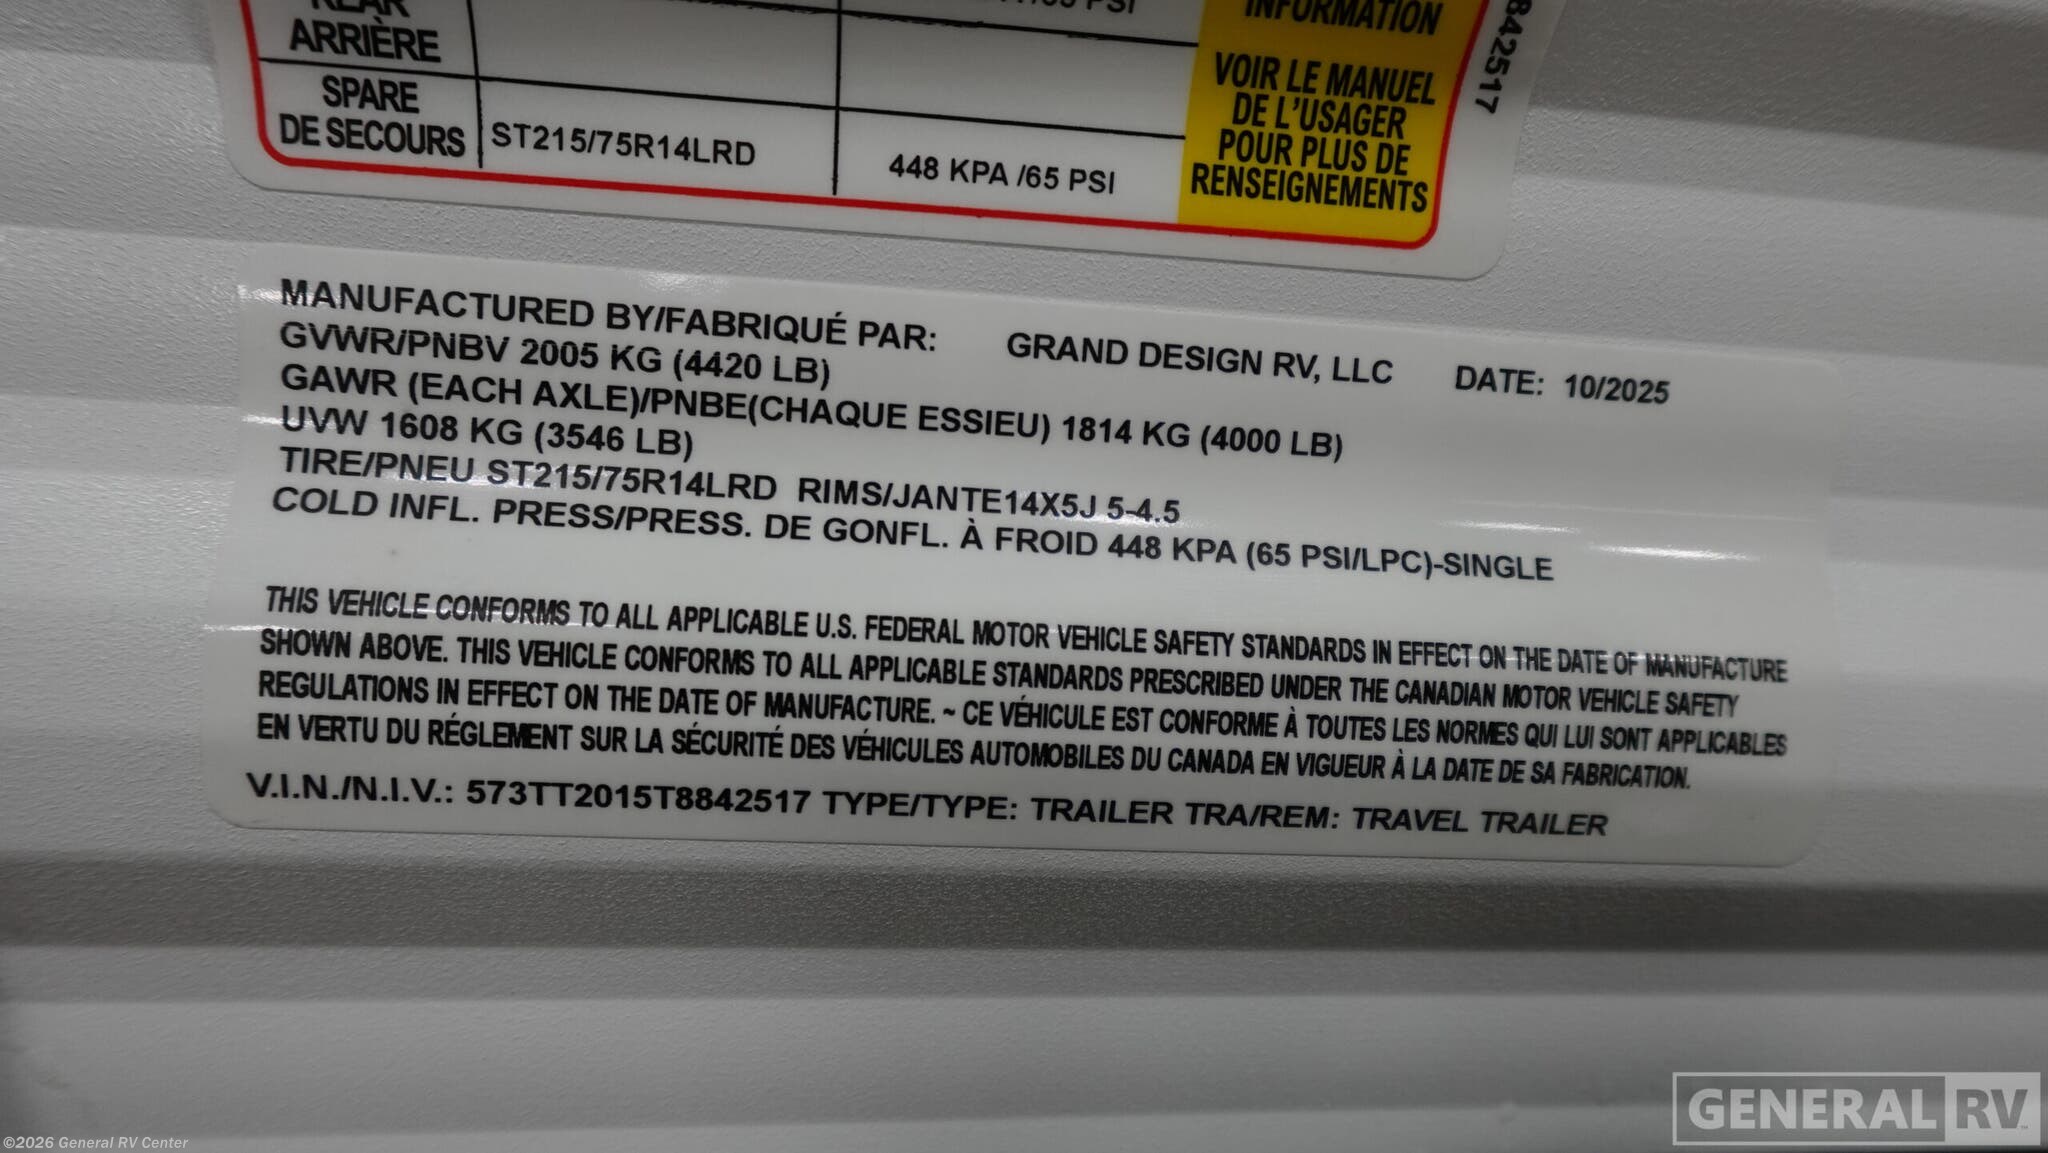 REAR
ARRIÈRE
SPARE
DE SECOURS
ST215/75R14LRD
448 KPA /65 PSI
INFORMATION
VOIR LE MANUEL
DE L'USAGER
POUR PLUS DE
RENSEIGNEMENTS
842517
MANUFACTURED BY/FABRIQUÉ PAR: GRAND DESIGN RV, LLC DATE: 10/2025
GVWR/PNBV 2005 KG (4420 LB)
GAWR (EACH AXLE)/PNBE(CHAQUE ESSIEU) 1814 KG (4000 LB)
UVW 1608 KG (3546 LB)
TIRE/PNEU ST215/75R14LRD RIMS/JANTE14X5J 5-4.5
COLD INFL. PRESS/PRESS. DE GONFL. À FROID 448 KPA (65 PSI/LPC)-SINGLE
THIS VEHICLE CONFORMS TO ALL APPLICABLE U.S. FEDERAL MOTOR VEHICLE SAFETY STANDARDS IN EFFECT ON THE DATE OF MANUFACTURE
SHOWN ABOVE. THIS VEHICLE CONFORMS TO ALL APPLICABLE STANDARDS PRESCRIBED UNDER THE CANADIAN MOTOR VEHICLE SAFETY
REGULATIONS IN EFFECT ON THE DATE OF MANUFACTURE. ~ CE VÉHICULE EST CONFORME À TOUTES LES NORMES QUI LUI SONT APPLICABLES
EN VERTU DU RÉGLEMENT SUR LA SÉCURITÉ DES VÉHICULES AUTOMOBILES DU CANADA EN VIGUEUR À LA DATE DE SA FABRICATION.
V.I.N./N.I.V.: 573TT2015T8842517 TYPE/TYPE: TRAILER TRA/REM: TRAVEL TRAILER
GENERAL RV
©2026 General RV Center